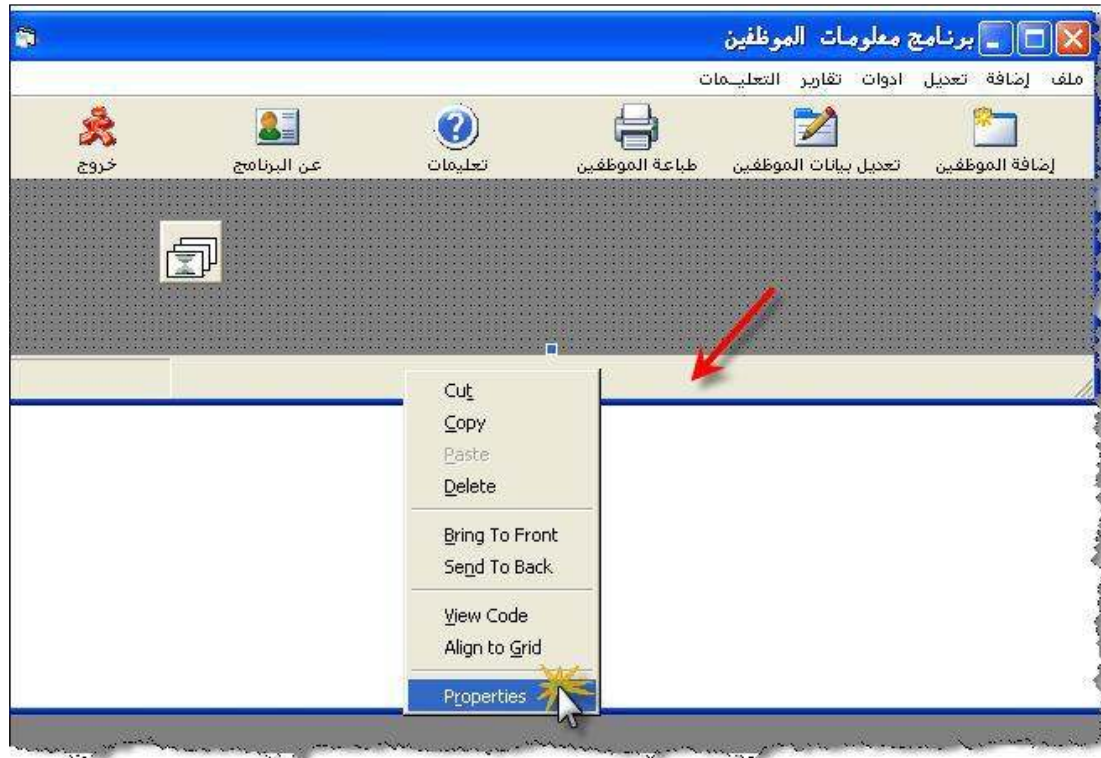 برنامج معلومات الموظفين
ملف إضافة تعديل ادوات تقارير التعليـمات
إضافة الموظفين تعديل بيانات الموظفين طباعة الموظفين تعليمات عن البرنامج خروج
Cut
Copy
Paste
Delete
Bring To Front
Send To Back
View Code
Align to Grid
Properties